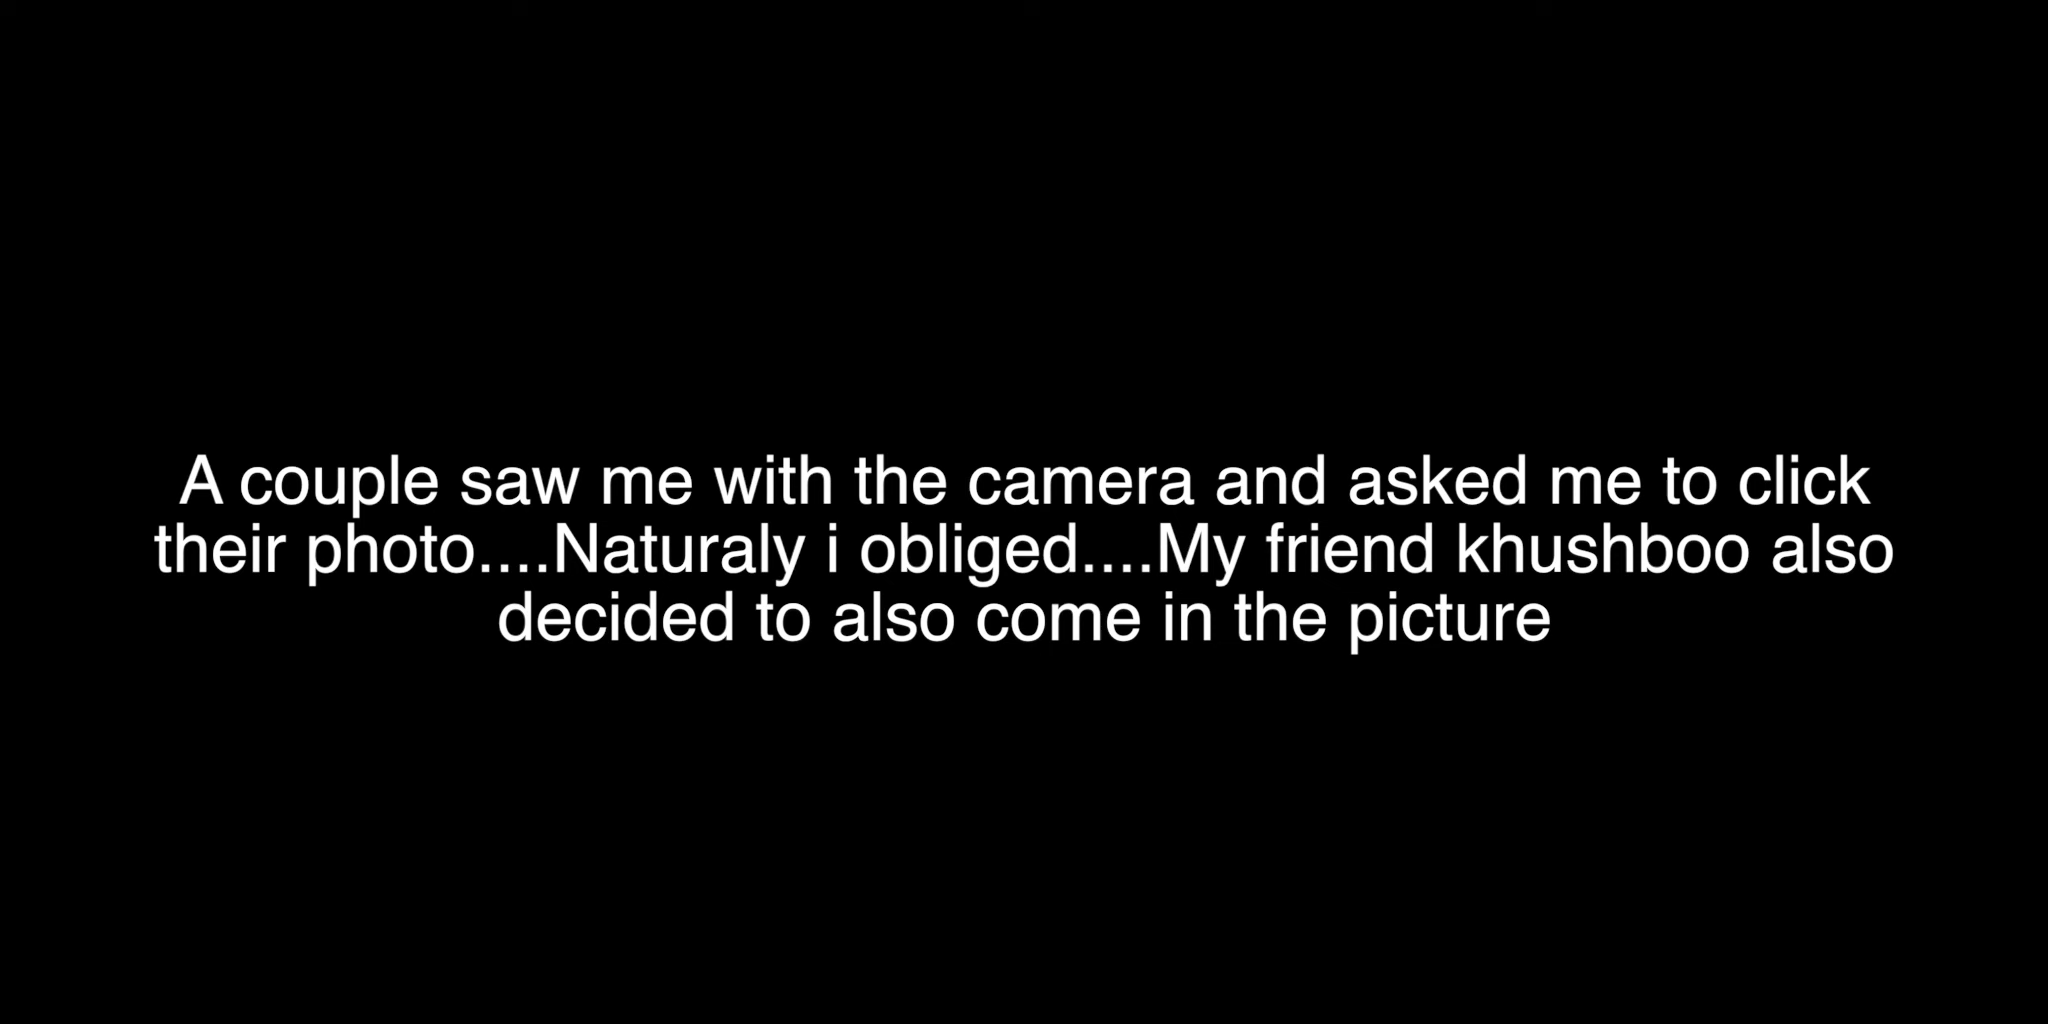 A couple saw me with the camera and asked me to click
their photo....Naturaly i obliged....My friend khushboo also
decided to also come in the picture